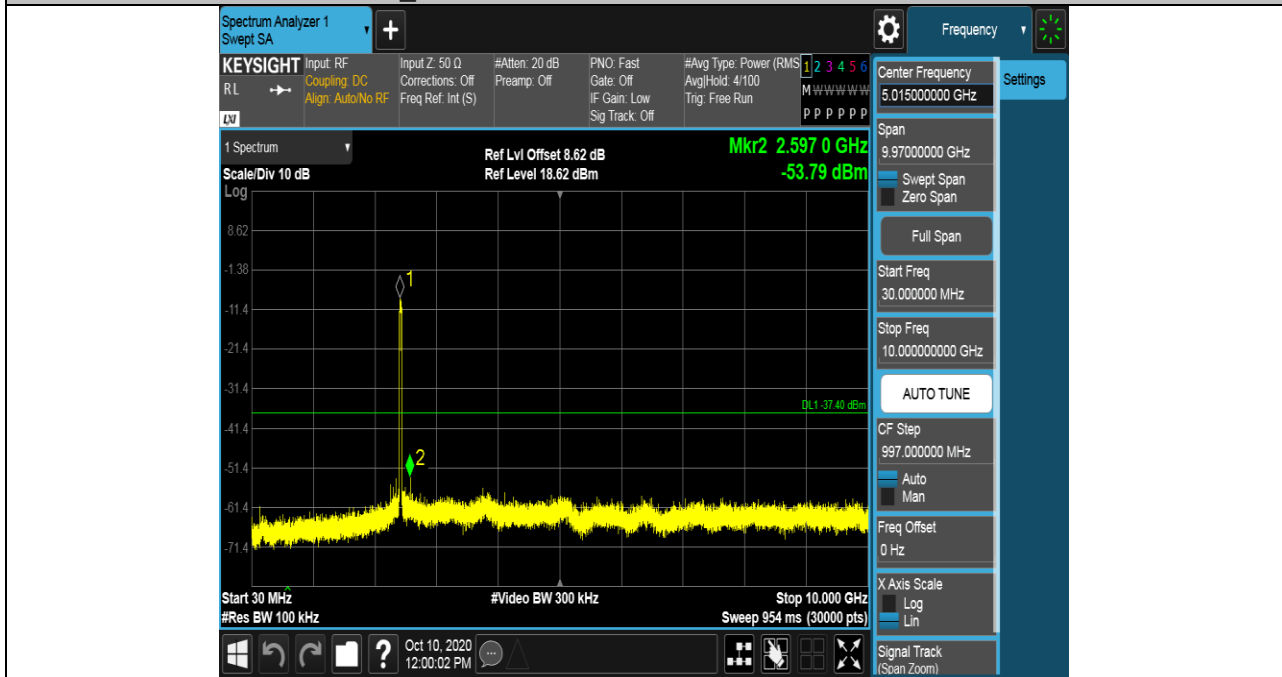 Spectrum Analyzer 1
Swept SA
+
Frequency
KEYSIGHT
RL
LXI
Input: RF
Coupling: DC
Align: Auto/No RF
Input Z: 50 Ω
Corrections: Off
Freq Ref: Int (S)
#Atten: 20 dB
Preamp: Off
PNO: Fast
Gate: Off
IF Gain: Low
Sig Track: Off
#Avg Type: Power (RMS
Avg|Hold: 4/100
Trig: Free Run
1 2 3 4 5 6
M W W W W W
P P P P P P
1 Spectrum
Scale/Div 10 dB
Ref Lvl Offset 8.62 dB
Ref Level 18.62 dBm
Mkr2 2.597 0 GHz
-53.79 dBm
Log
8.62
-1.38
-11.4
-21.4
-31.4
-41.4
-51.4
-61.4
-71.4
1
2
DL1 -37.40 dBm
Start 30 MHz
#Res BW 100 kHz
#Video BW 300 kHz
Stop 10.000 GHz
Sweep 954 ms (30000 pts)
?
Oct 10, 2020
12:00:02 PM
Center Frequency
5.015000000 GHz
Span
9.97000000 GHz
Swept Span
Zero Span
Full Span
Start Freq
30.000000 MHz
Stop Freq
10.000000000 GHz
AUTO TUNE
CF Step
997.000000 MHz
Auto
Man
Freq Offset
0 Hz
X Axis Scale
Log
Lin
Signal Track
(Span Zoom)
Settings